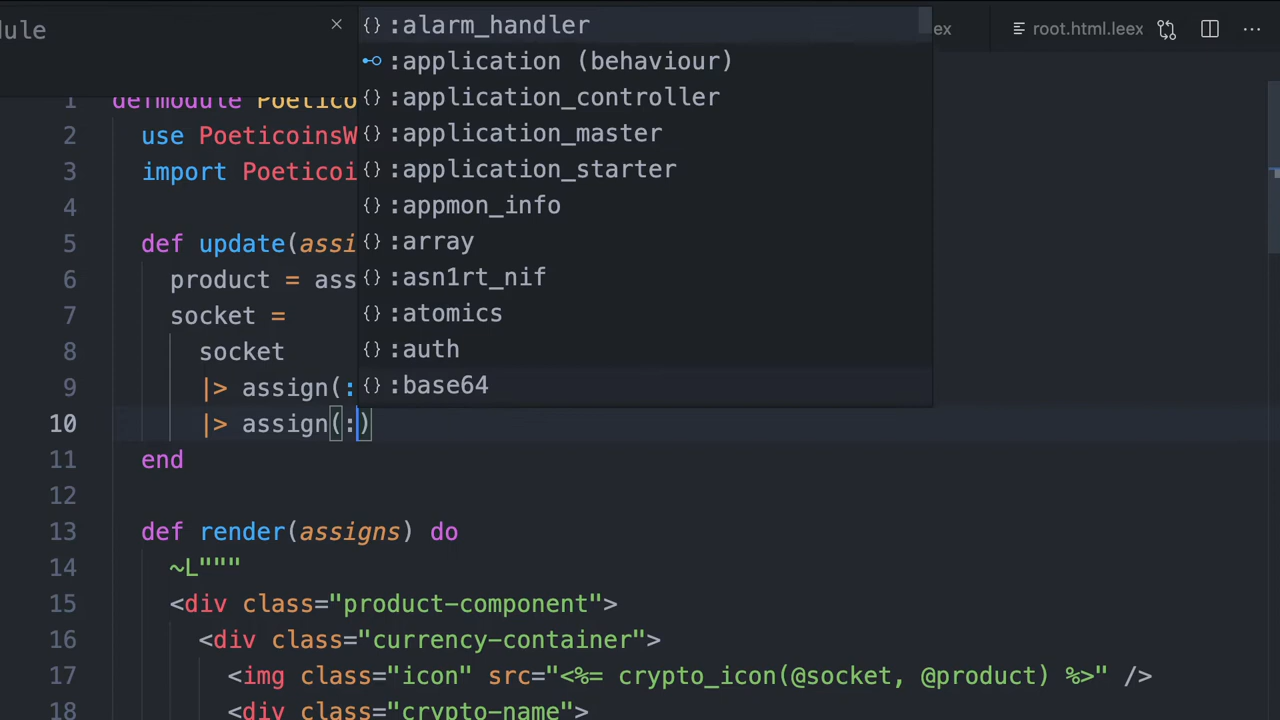 dule
:alarm_handler
ex
root.html.leex
:application (behaviour)
:application_controller
:application_master
:application_starter
:appmon_info
:array
:asn1rt_nif
:atomics
:auth
:base64
1 defmodule Poetico
2 use PoeticoinsW
3 import Poeticoi
4
5 def update(assi
6 product = ass
7 socket =
8 socket
9 |> assign(:
10 |> assign(:)
11 end
12
13 def render(assigns) do
14 ~L"""
15 <div class="product-component">
16 <div class="currency-container">
17 <img class="icon" src="<%= crypto_icon(@socket, @product) %>" />
18 <div class="crypto-name">